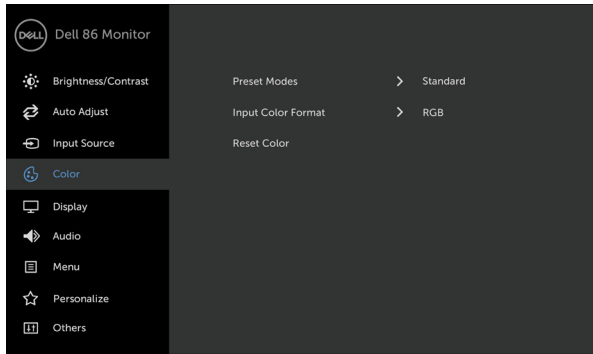 DELL Dell 86 Monitor
Brightness/Contrast
Preset Modes Standard
Auto Adjust
Input Color Format RGB
Input Source
Reset Color
Color
Display
Audio
Menu
Personalize
Others